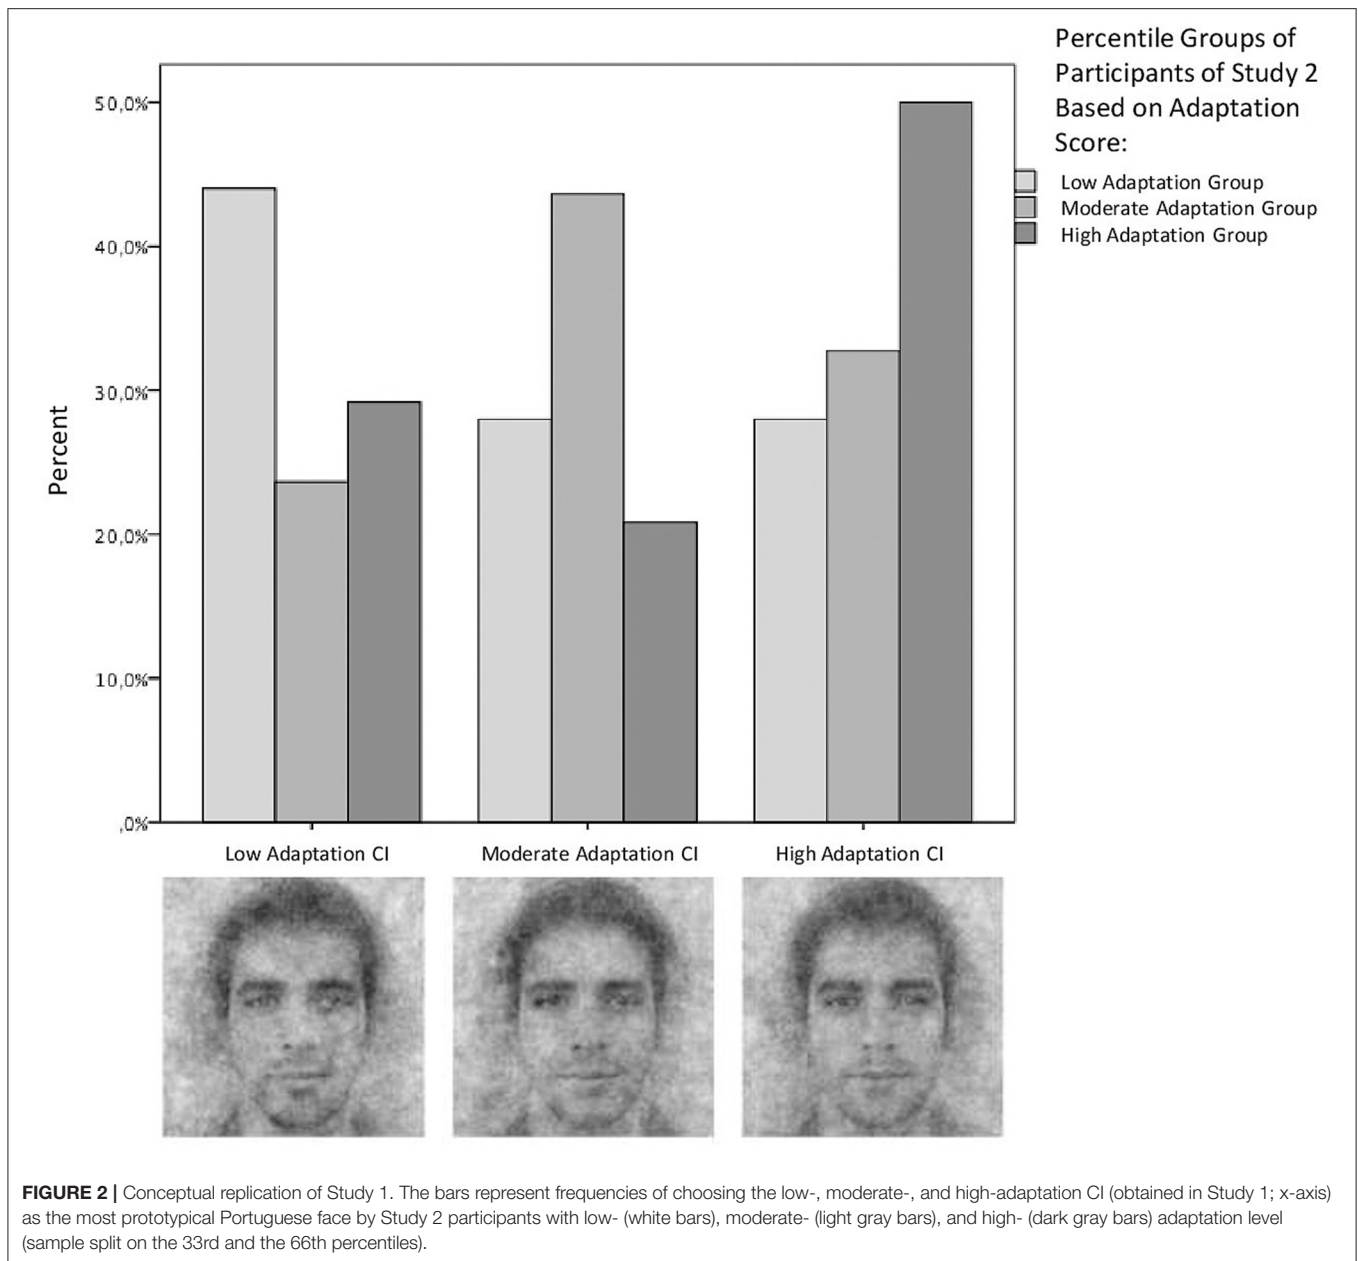 Percentile Groups of
Participants of Study 2
Based on Adaptation
Score:
Low Adaptation Group
Moderate Adaptation Group
High Adaptation Group
50,0%
40,0%
30,0%
20,0%
10,0%
,0%
Percent
Low Adaptation CI
Moderate Adaptation CI
High Adaptation CI
FIGURE 2 | Conceptual replication of Study 1. The bars represent frequencies of choosing the low-, moderate-, and high-adaptation CI (obtained in Study 1; x-axis)
as the most prototypical Portuguese face by Study 2 participants with low- (white bars), moderate- (light gray bars), and high- (dark gray bars) adaptation level
(sample split on the 33rd and the 66th percentiles).